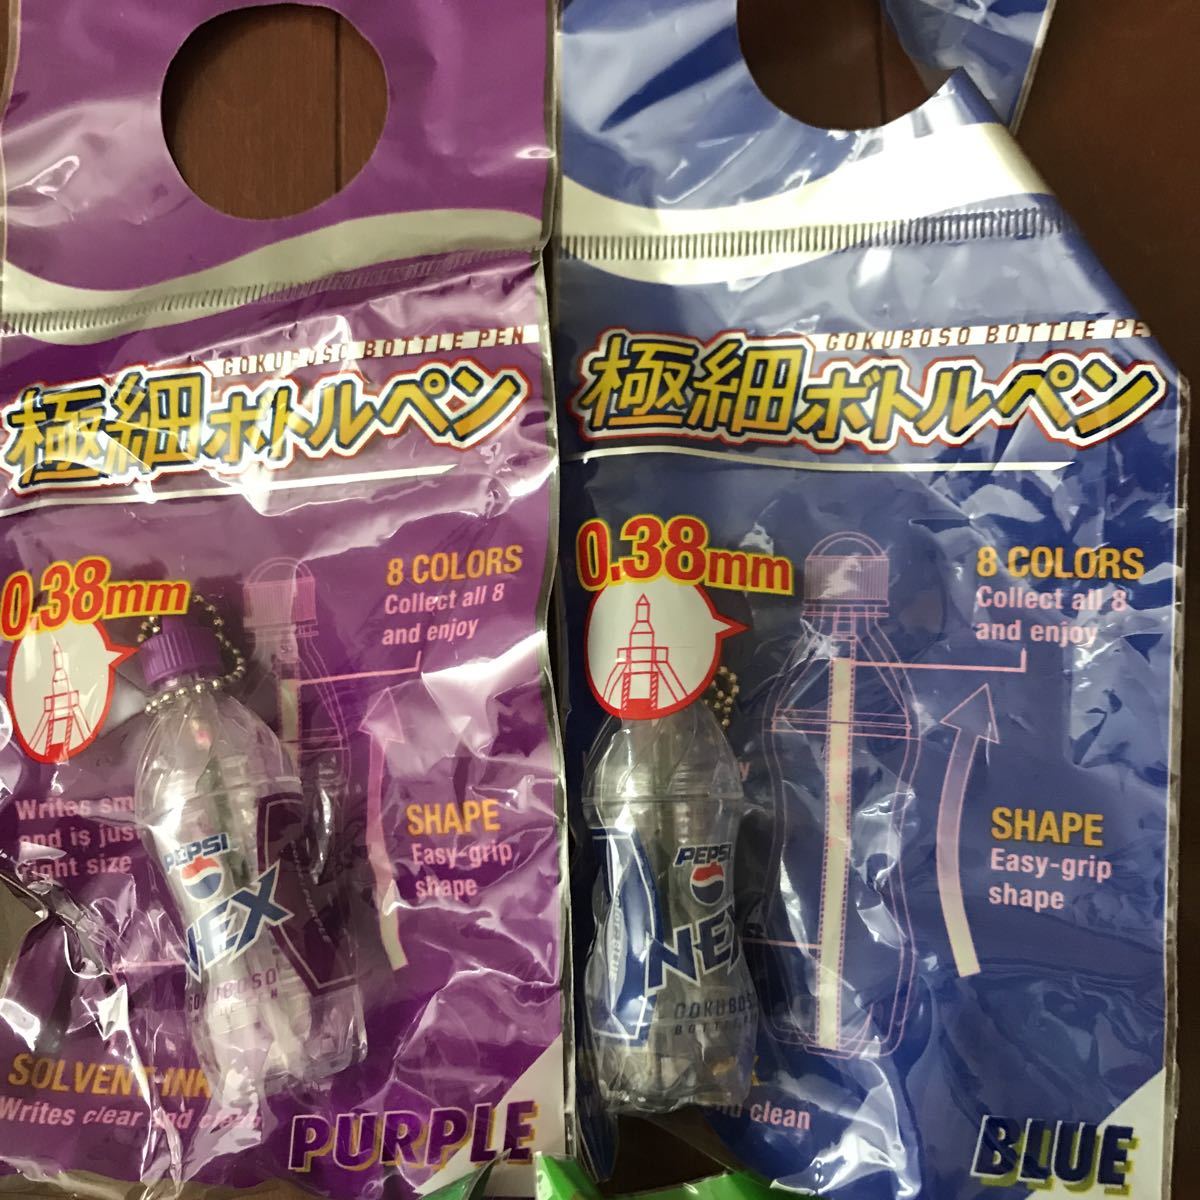 GOKUBOSO BOTTLE PEN
極細ボトルペン
0.38mm
8 COLORS
Collect all 8
and enjoy
Writes sm
and is just
right size
SHAPE
Easy-grip
shape
PEPSI
NEX
GOKUBOSO
SOLVENT INK
Writes clear and clean
PURPLE
GOKUBOSO BOTTLE PE
極細ボトルペン
0.38mm
8 COLORS
Collect all 8
and enjoy
SHAPE
Easy-grip
shape
PEPSI
NEX
GOKUBOSO
BOTTLE
and clean
BLUE